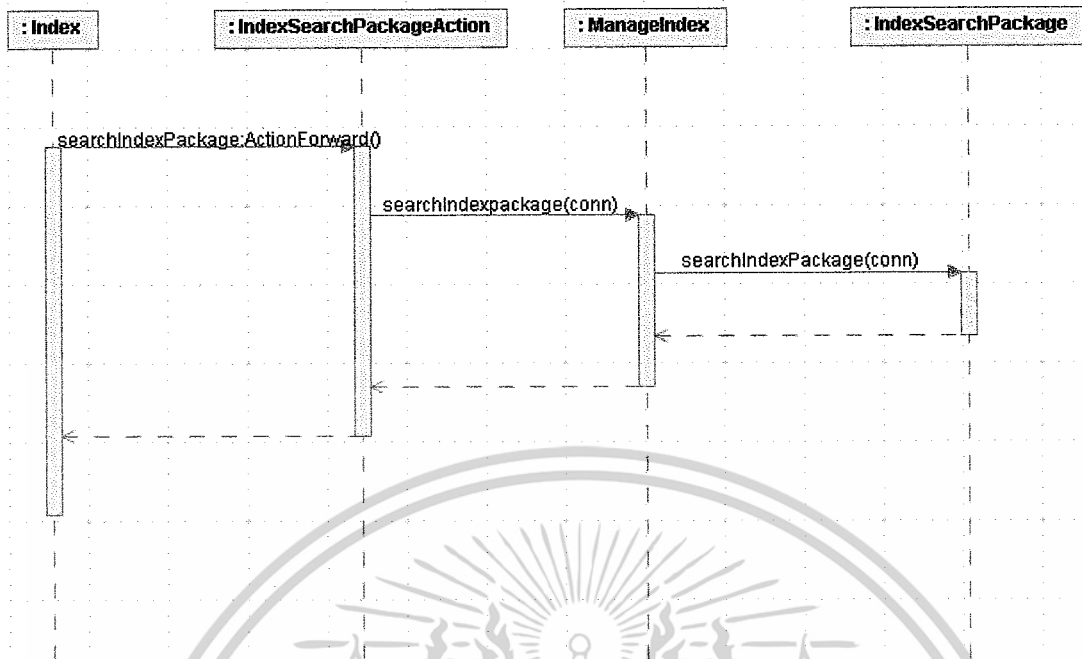 : Index
: IndexSearchPackageAction
: ManageIndex
: IndexSearchPackage
searchIndexPackage:ActionForward()
searchIndexpackage(conn)
searchIndexPackage(conn)